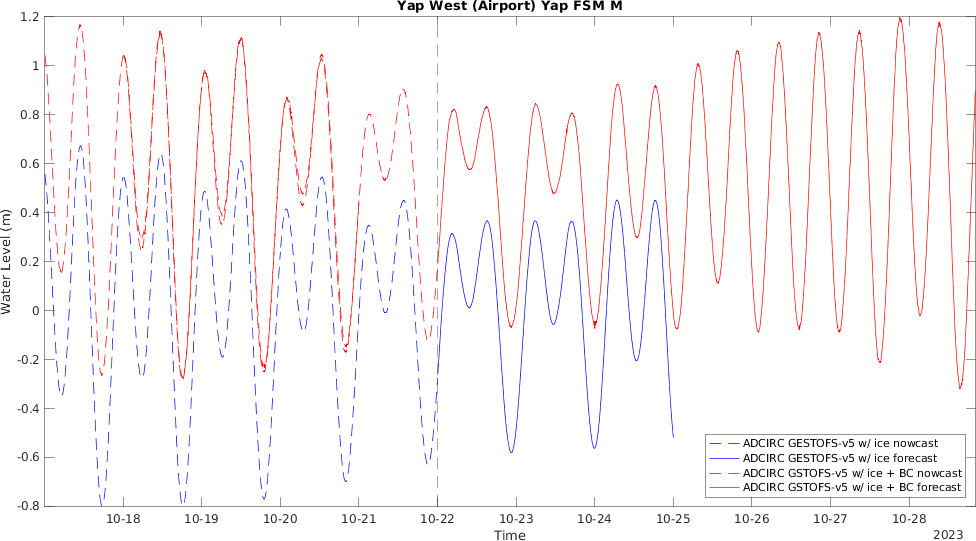 Yap West (Airport) Yap FSM M
Water Level (m)
1.2
1
0.8
0.6
0.4
0.2
0
-0.2
-0.4
-0.6
-0.8
ADCIRC GESTOFS-v5 w/ ice nowcast
ADCIRC GESTOFS-v5 w/ ice forecast
ADCIRC GSTOFS-v5 w/ ice + BC nowcast
ADCIRC GSTOFS-v5 w/ ice + BC forecast
10-18 10-19 10-20 10-21 10-22 10-23 10-24 10-25 10-26 10-27 10-28
Time
2023